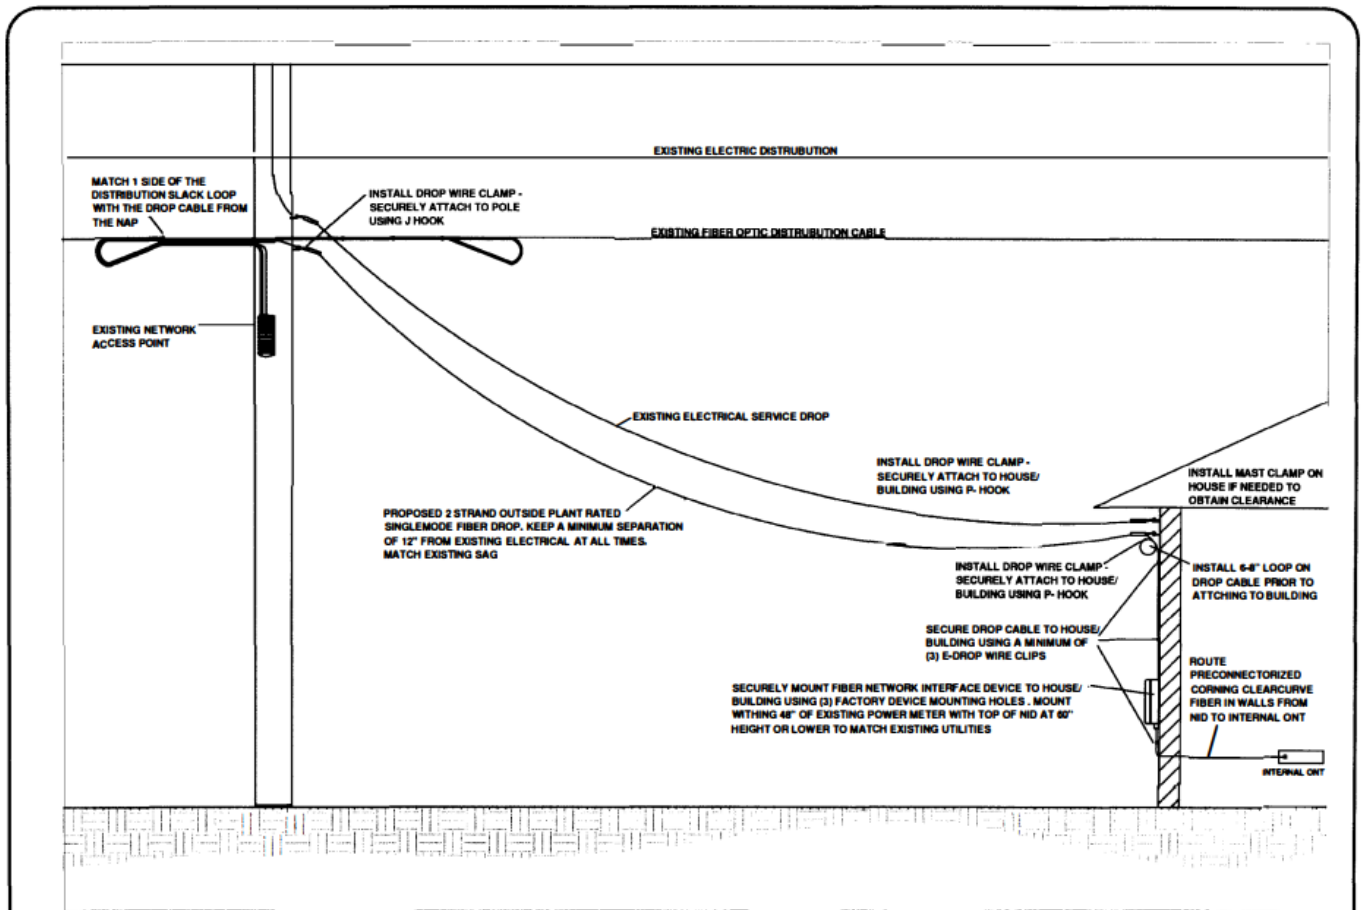 EXISTING ELECTRIC DISTRUBUTION
MATCH 1 SIDE OF THE
DISTRIBUTION SLACK LOOP
WITH THE DROP CABLE FROM
THE NAP
INSTALL DROP WIRE CLAMP -
SECURELY ATTACH TO POLE
USING J HOOK
EXISTING FIBER OPTIC DISTRUBUTION CABLE
EXISTING NETWORK
ACCESS POINT
EXISTING ELECTRICAL SERVICE DROP
INSTALL DROP WIRE CLAMP -
SECURELY ATTACH TO HOUSE/
BUILDING USING P- HOOK
INSTALL MAST CLAMP ON
HOUSE IF NEEDED TO
OBTAIN CLEARANCE
PROPOSED 2 STRAND OUTSIDE PLANT RATED
SINGLEMODE FIBER DROP. KEEP A MINIMUM SEPARATION
OF 12" FROM EXISTING ELECTRICAL AT ALL TIMES.
MATCH EXISTING SAG
INSTALL DROP WIRE CLAMP -
SECURELY ATTACH TO HOUSE/
BUILDING USING P- HOOK
INSTALL 6-8" LOOP ON
DROP CABLE PRIOR TO
ATTCHING TO BUILDING
SECURE DROP CABLE TO HOUSE/
BUILDING USING A MINIMUM OF
(3) E-DROP WIRE CLIPS
ROUTE
PRECONNECTORIZED
CORNING CLEARCURVE
FIBER IN WALLS FROM
NID TO INTERNAL ONT
SECURELY MOUNT FIBER NETWORK INTERFACE DEVICE TO HOUSE/
BUILDING USING (3) FACTORY DEVICE MOUNTING HOLES . MOUNT
WITHING 48" OF EXISTING POWER METER WITH TOP OF NID AT 60"
HEIGHT OR LOWER TO MATCH EXISTING UTILITIES
INTERNAL ONT